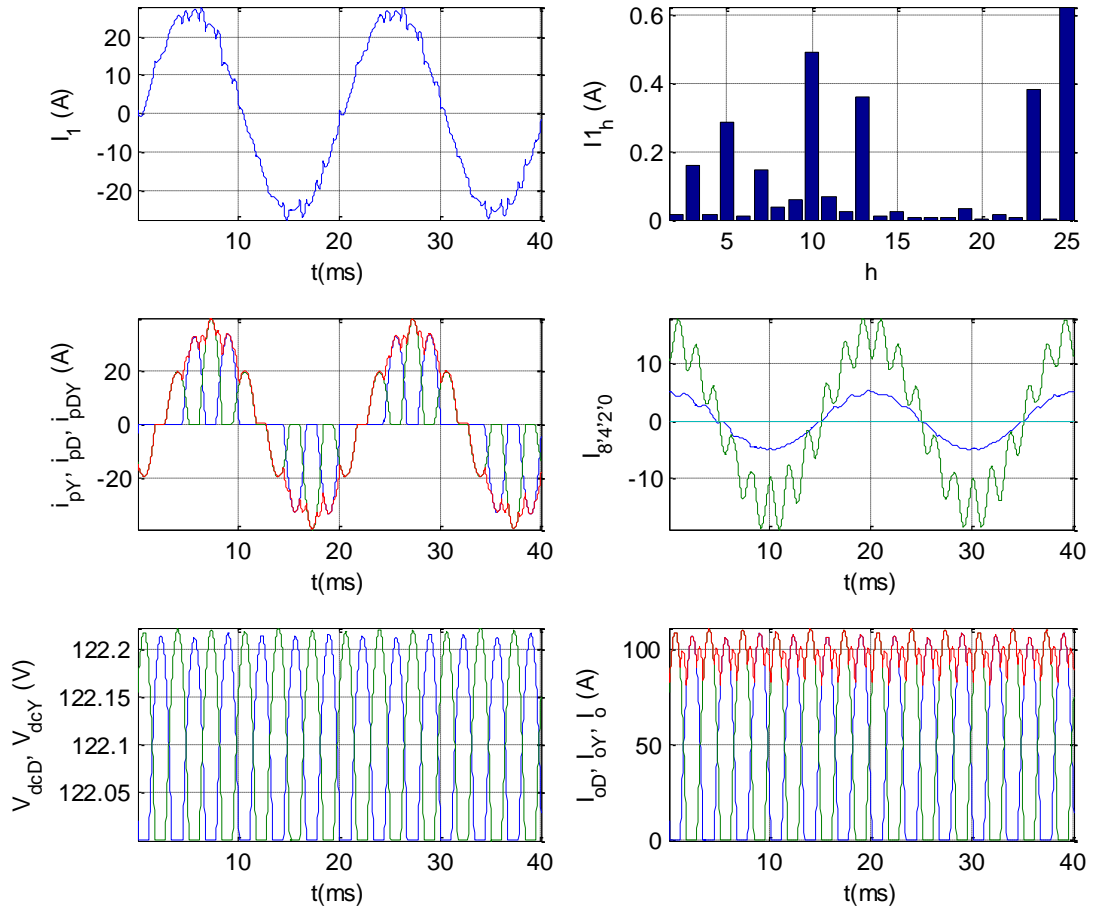 I1 (A)
20
10
0
-10
-20
10 20 30 40
t(ms)
I1h (A)
0.6
0.4
0.2
0
5 10 15 20 25
h
ipY, ipD, ipDY (A)
20
0
-20
10 20 30 40
t(ms)
I8'4'2'0
10
0
-10
10 20 30 40
t(ms)
VdcD, VdcY (V)
122.2
122.15
122.1
122.05
10 20 30 40
t(ms)
IoD, IoY, Io (A)
100
50
0
10 20 30 40
t(ms)